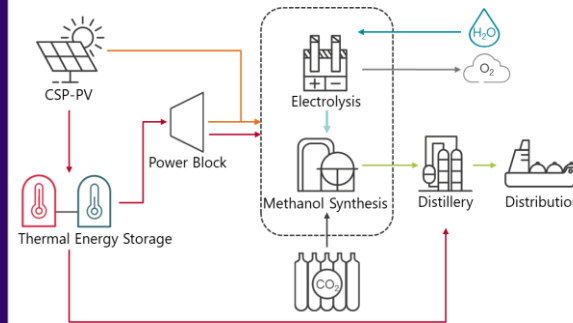 H₂O
O₂
CSP-PV
Electrolysis
Power Block
Methanol Synthesis
Distillery
Distribution
Thermal Energy Storage
CO₂